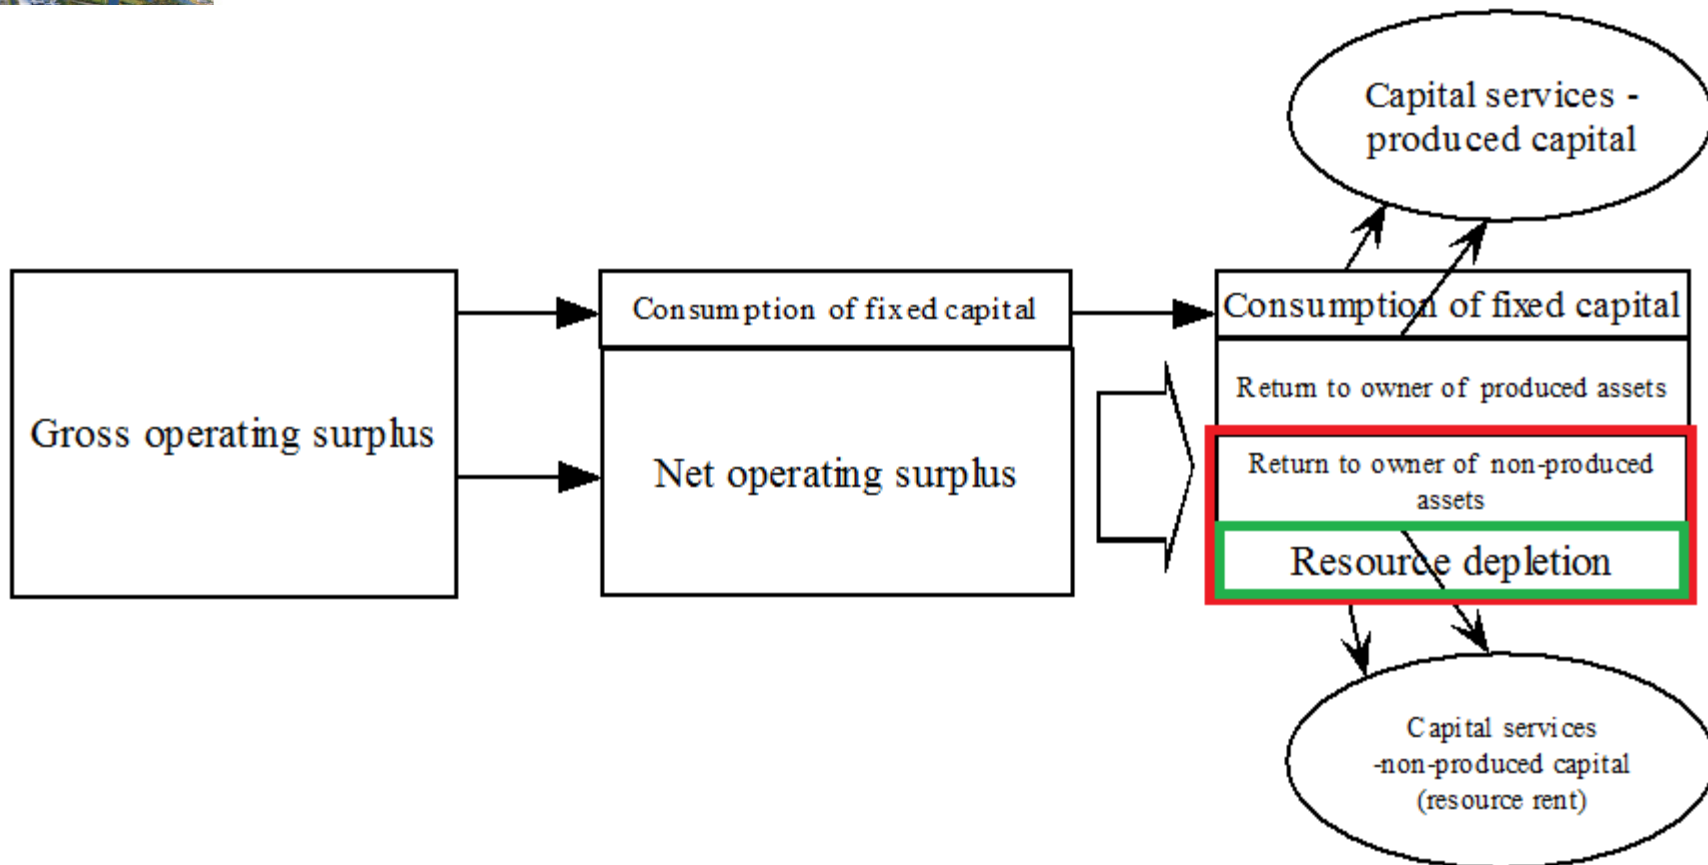 Capital services -
produced capital
Gross operating surplus
Consumption of fixed capital
Net operating surplus
Consumption of fixed capital
Return to owner of produced assets
Return to owner of non-produced
assets
Resource depletion
Capital services
-non-produced capital
(resource rent)